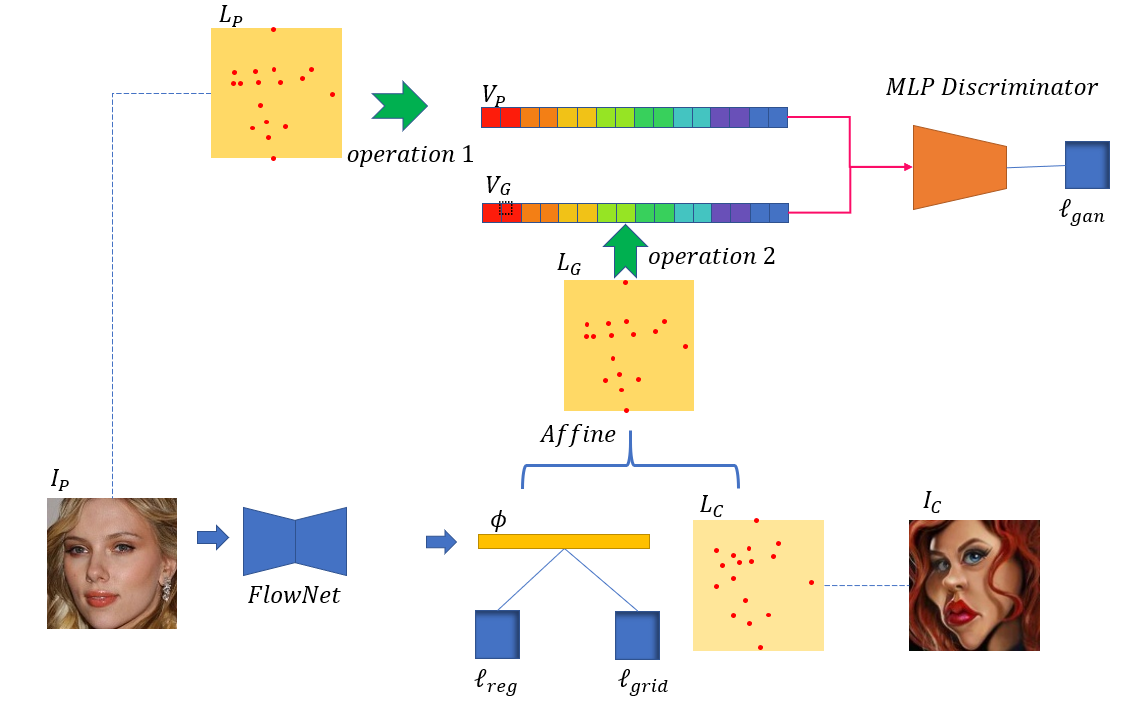 L_P
V_P
MLP Discriminator
operation 1
V_G
ℓ_gan
L_G
operation 2
Affine
I_P
ϕ
L_C
I_C
FlowNet
ℓ_reg
ℓ_grid